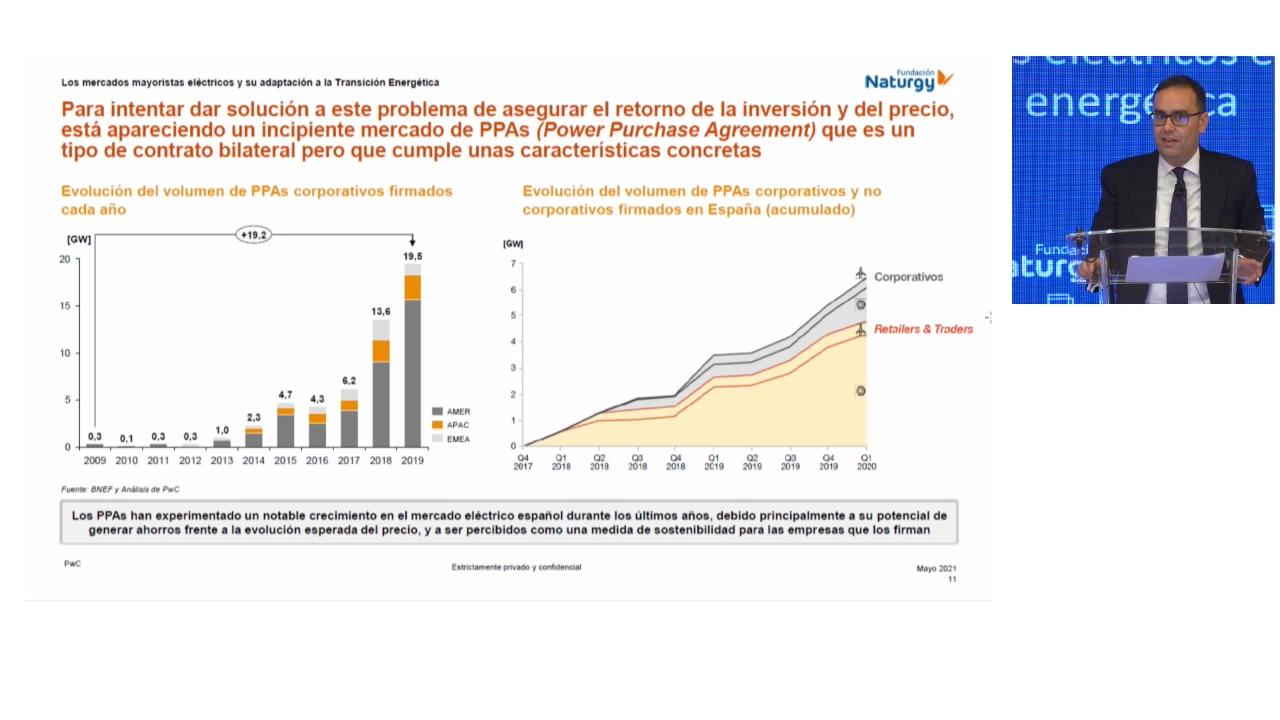 Los mercados mayoristas eléctricos y su adaptación a la Transición Energética
Fundación
Naturgy
Para intentar dar solución a este problema de asegurar el retorno de la inversión y del precio,
está apareciendo un incipiente mercado de PPAs (Power Purchase Agreement) que es un
tipo de contrato bilateral pero que cumple unas características concretas
Evolución del volumen de PPAs corporativos firmados
cada año
[GW]
+19,2
20
15
10
5
0
0,3
0,1
0,3
0,3
1,0
2,3
4,7
4,3
6,2
13,6
19,5
2009 2010 2011 2012 2013 2014 2015 2016 2017 2018 2019
AMER
APAC
EMEA
Evolución del volumen de PPAs corporativos y no
corporativos firmados en España (acumulado)
[GW]
7
6
5
4
3
2
1
0
Q4 Q1 Q2 Q3 Q4 Q1 Q2 Q3 Q4 Q1
2017 2018 2018 2018 2018 2019 2019 2019 2019 2020
Corporativos
Retailers & Traders
Fuente: BNEF y Análisis de PwC
Los PPAs han experimentado un notable crecimiento en el mercado eléctrico español durante los últimos años, debido principalmente a su potencial de
generar ahorros frente a la evolución esperada del precio, y a ser percibidos como una medida de sostenibilidad para las empresas que los firman
PwC
Estrictamente privado y confidencial
Mayo 2021
11
s eléctricos e
energética